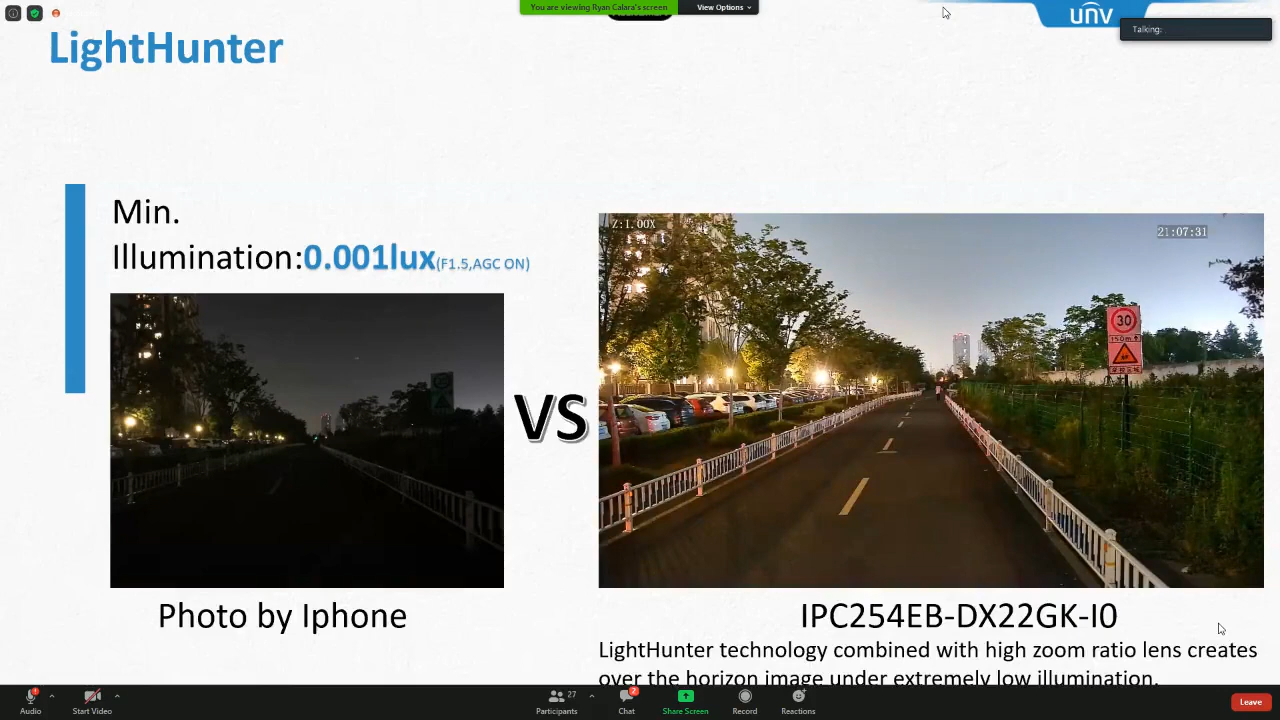 You are viewing Ryan Calara's screen
View Options
unv
Talking:
LightHunter
Min.
Illumination:0.001lux(F1.5,AGC ON)
Z:1.00X
21:07:31
30
150m
VS
Photo by Iphone
IPC254EB-DX22GK-I0
LightHunter technology combined with high zoom ratio lens creates
over the horizon image under extremely low illumination.
Audio
Start Video
27
Participants
2
Chat
Share Screen
Record
Reactions
Leave